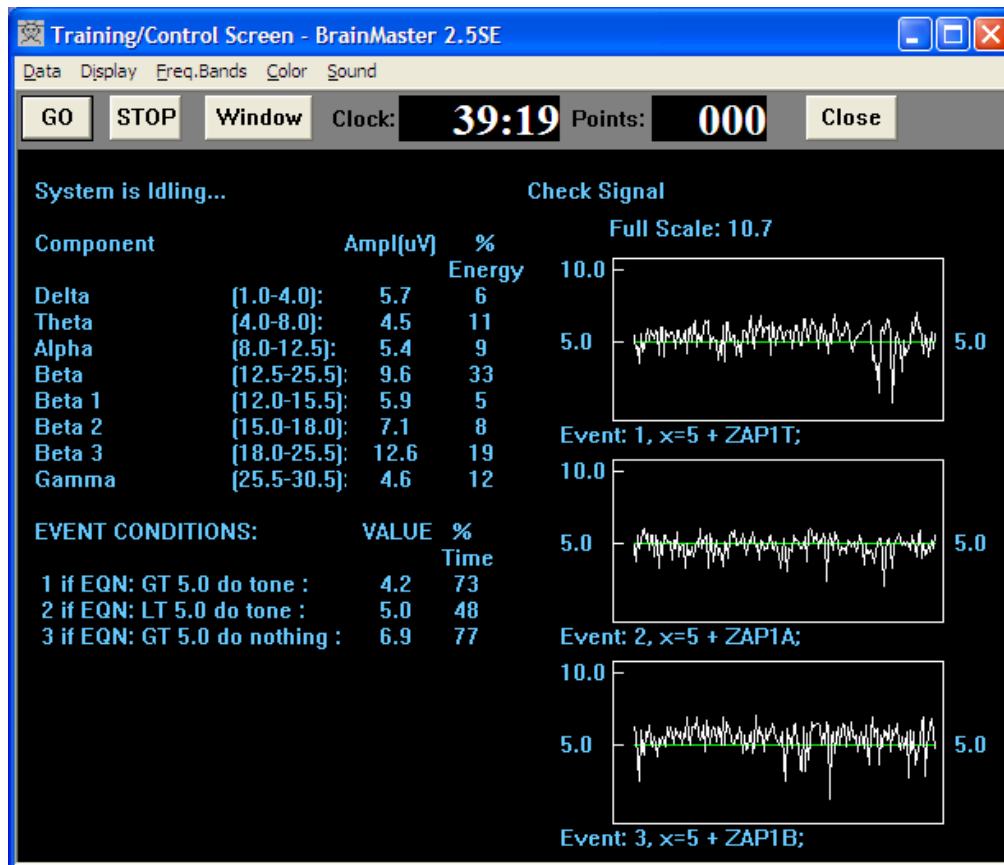 Training/Control Screen - BrainMaster 2.5SE
Data Display Freq.Bands Color Sound
GO STOP Window Clock: 39:19 Points: 000 Close
System is Idling... Check Signal
Full Scale: 10.7
Component Ampl(uV) %
Energy
Delta (1.0-4.0): 5.7 6
Theta (4.0-8.0): 4.5 11
Alpha (8.0-12.5): 5.4 9
Beta (12.5-25.5): 9.6 33
Beta 1 (12.0-15.5): 5.9 5
Beta 2 (15.0-18.0): 7.1 8
Beta 3 (18.0-25.5): 12.6 19
Gamma (25.5-30.5): 4.6 12
EVENT CONDITIONS: VALUE %
Time
1 if EQN: GT 5.0 do tone : 4.2 73
2 if EQN: LT 5.0 do tone : 5.0 48
3 if EQN: GT 5.0 do nothing : 6.9 77
10.0
5.0 5.0
Event: 1, x=5 + ZAP1T;
10.0
5.0 5.0
Event: 2, x=5 + ZAP1A;
10.0
5.0 5.0
Event: 3, x=5 + ZAP1B;